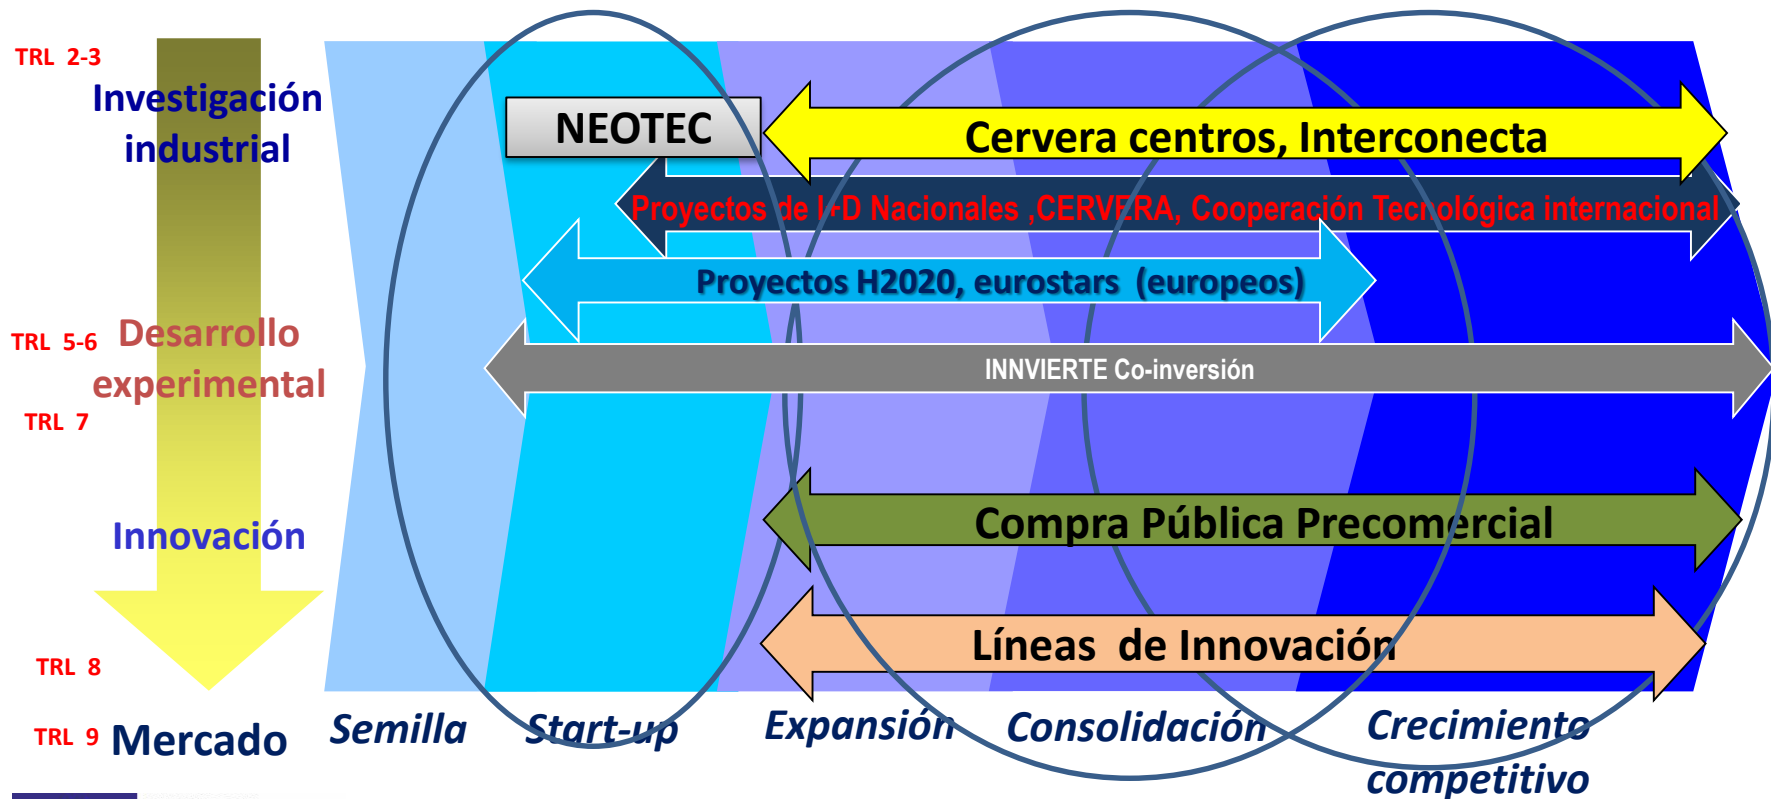 TRL 2-3
Investigación
industrial
NEOTEC
Cervera centros, Interconecta
Proyectos de I+D Nacionales ,CERVERA, Cooperación Tecnológica internacional
Proyectos H2020, eurostars (europeos)
TRL 5-6
Desarrollo
experimental
INNVIERTE Co-inversión
TRL 7
Innovación
Compra Pública Precomercial
Líneas de Innovación
TRL 8
TRL 9
Mercado
Semilla
Start-up
Expansión
Consolidación
Crecimiento
competitivo